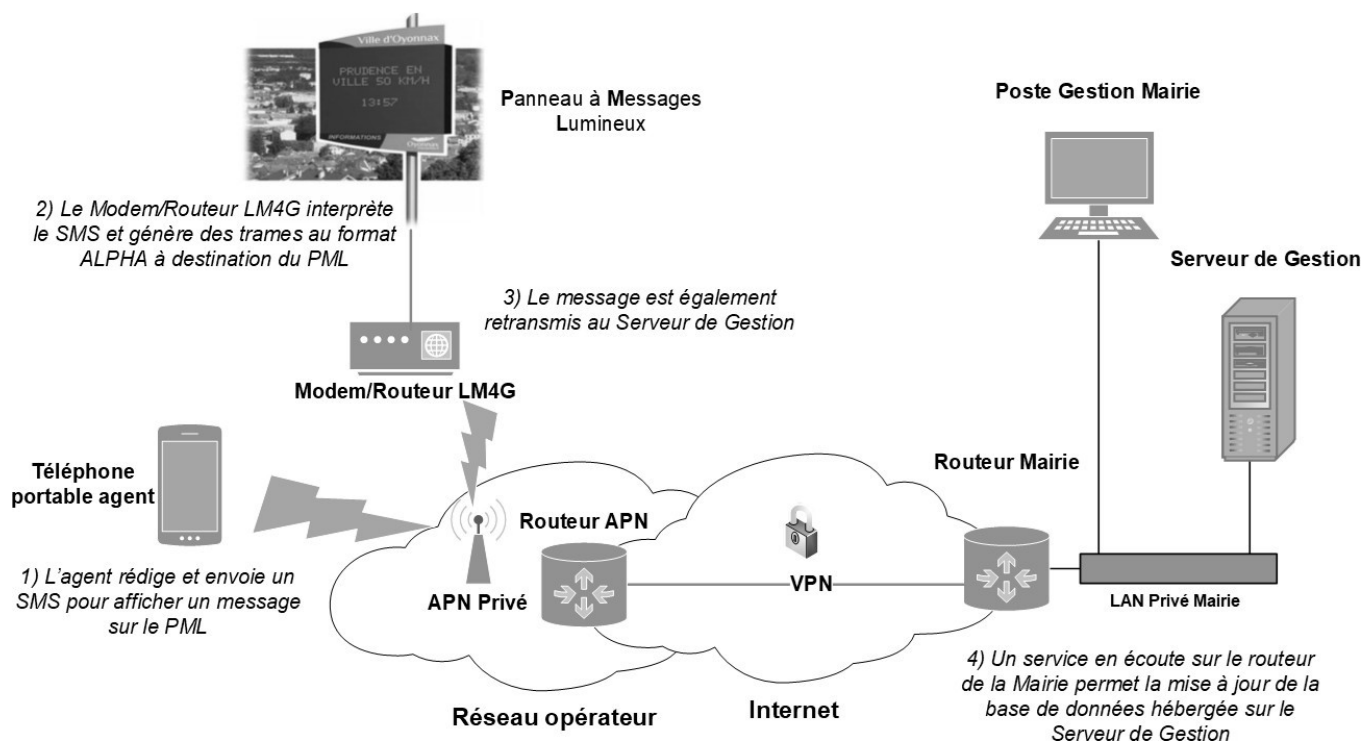 Ville d'Oyonnax
PRUDENCE EN
VILLE 50 KM/H
13:57
INFORMATIONS
Oyonnax
Panneau à Messages
Lumineux
Poste Gestion Mairie
2) Le Modem/Routeur LM4G interprète
le SMS et génère des trames au format
ALPHA à destination du PML
Serveur de Gestion
3) Le message est également
retransmis au Serveur de Gestion
Modem/Routeur LM4G
Téléphone
portable agent
Routeur Mairie
Routeur APN
VPN
APN Privé
LAN Privé Mairie
1) L'agent rédige et envoie un
SMS pour afficher un message
sur le PML
4) Un service en écoute sur le routeur
de la Mairie permet la mise à jour de la
base de données hébergée sur le
Serveur de Gestion
Réseau opérateur
Internet